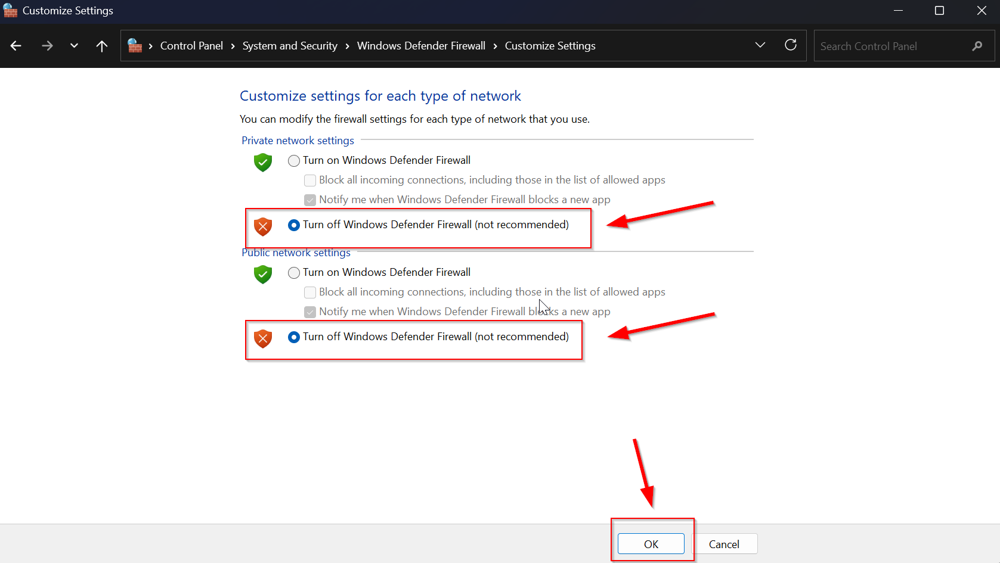 Customize Settings
Control Panel › System and Security › Windows Defender Firewall › Customize Settings
Search Control Panel
Customize settings for each type of network
You can modify the firewall settings for each type of network that you use.
Private network settings
Turn on Windows Defender Firewall
Block all incoming connections, including those in the list of allowed apps
Notify me when Windows Defender Firewall blocks a new app
Turn off Windows Defender Firewall (not recommended)
Public network settings
Turn on Windows Defender Firewall
Block all incoming connections, including those in the list of allowed apps
Notify me when Windows Defender Firewall blocks a new app
Turn off Windows Defender Firewall (not recommended)
OK Cancel